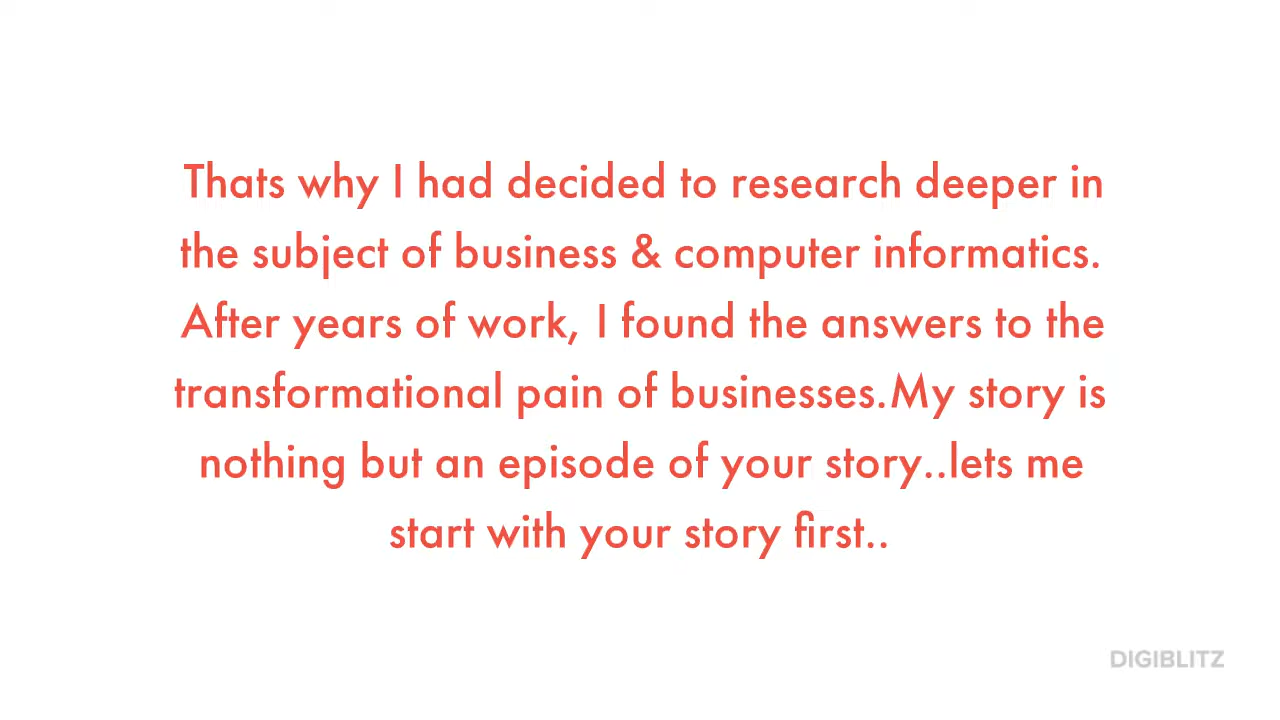 Thats why I had decided to research deeper in
the subject of business & computer informatics.
After years of work, I found the answers to the
transformational pain of businesses.My story is
nothing but an episode of your story..lets me
start with your story first..
DIGIBLITZ